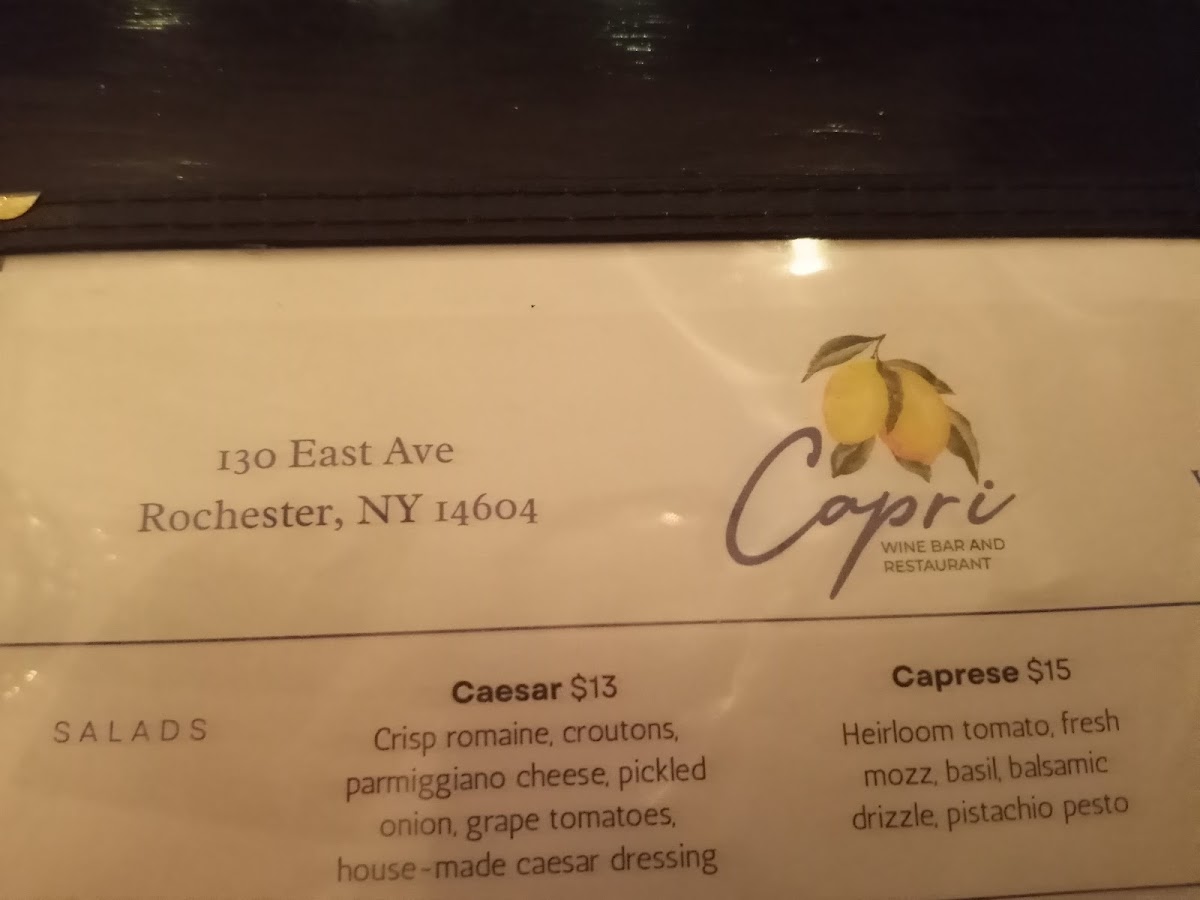 130 East Ave
Rochester, NY 14604
Capri
WINE BAR AND
RESTAURANT
SALADS
Caesar $13
Crisp romaine, croutons,
parmiggiano cheese, pickled
onion, grape tomatoes,
house-made caesar dressing
Caprese $15
Heirloom tomato, fresh
mozz, basil, balsamic
drizzle, pistachio pesto